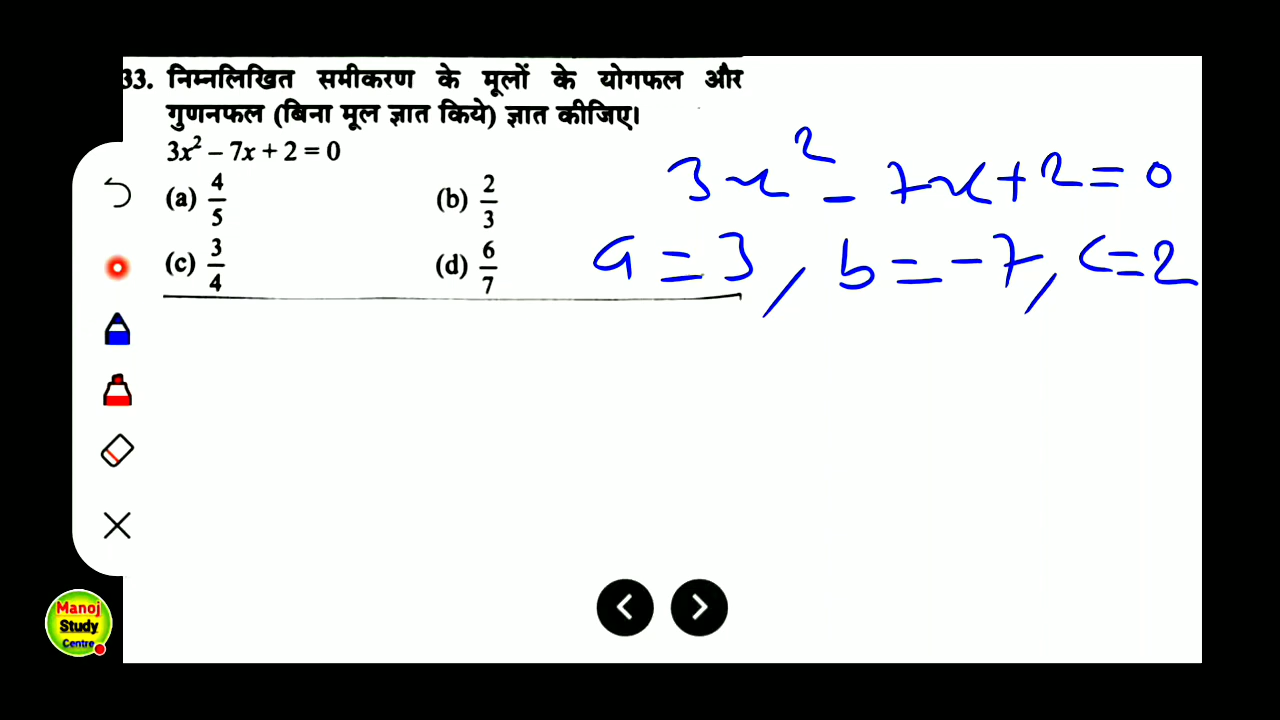 33. निम्नलिखित समीकरण के मूलों के योगफल और
गुणनफल (बिना मूल ज्ञात किये) ज्ञात कीजिए।
3x² – 7x + 2 = 0
(a) 4/5 (b) 2/3
(c) 3/4 (d) 6/7
3x² - 7x + 2 = 0
a = 3, b = -7, c = 2
Manoj
Study
Centre